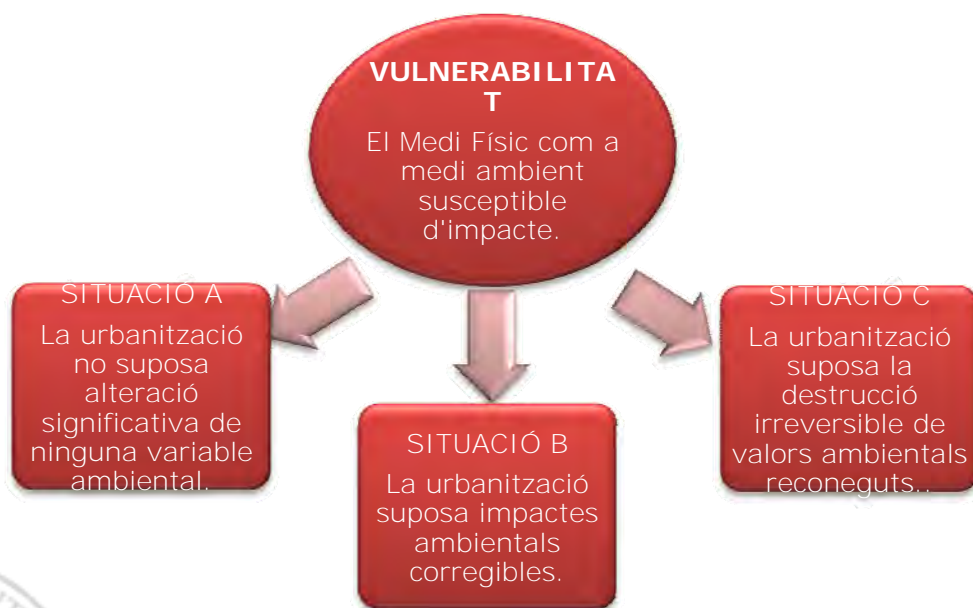 VULNERABILITA
T
El Medi Físic com a
medi ambient
susceptible
d'impacte.
SITUACIÓ A
La urbanització
no suposa
alteració
significativa de
ninguna variable
ambiental.
SITUACIÓ B
La urbanització
suposa impactes
ambientals
corregibles.
SITUACIÓ C
La urbanització
suposa la
destrucció
irreversible de
valors ambientals
reconeguts..